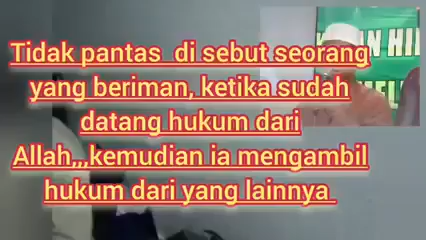 Tidak pantas di sebut seorang
yang beriman, ketika sudah
datang hukum dari
Allah,,,kemudian ia mengambil
hukum dari yang lainnya